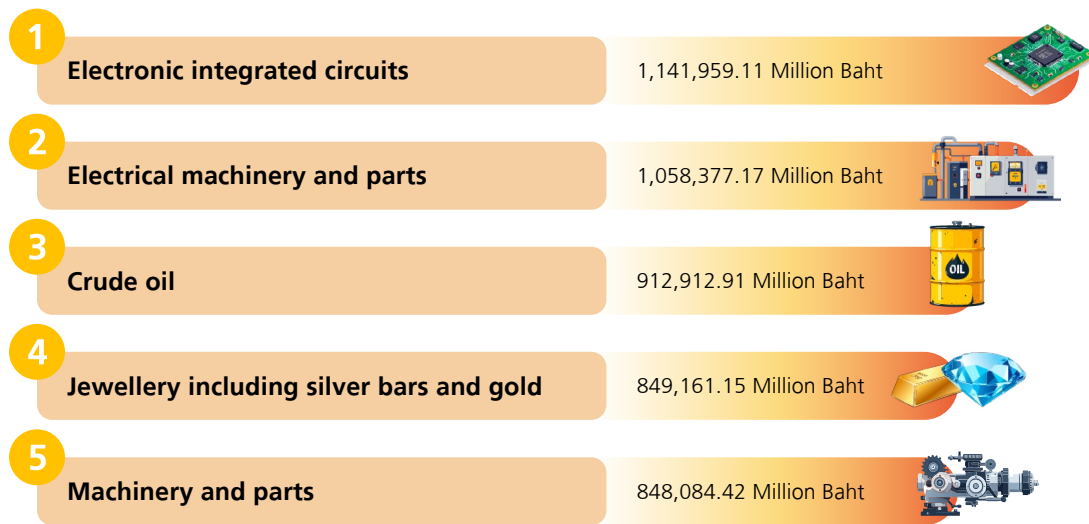 1
Electronic integrated circuits 1,141,959.11 Million Baht
2
Electrical machinery and parts 1,058,377.17 Million Baht
3
Crude oil 912,912.91 Million Baht
OIL
4
Jewellery including silver bars and gold 849,161.15 Million Baht
5
Machinery and parts 848,084.42 Million Baht